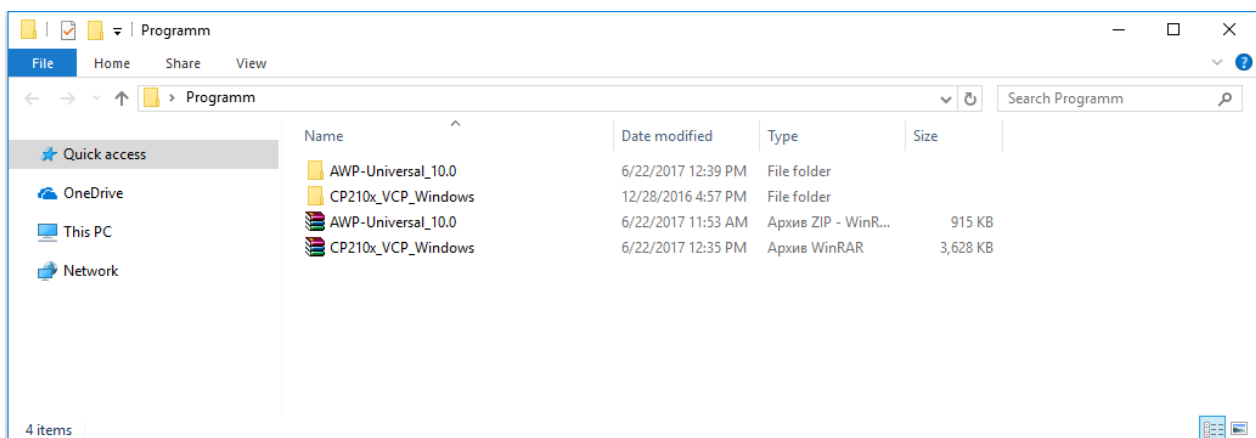 Programm
File Home Share View
Programm
Search Programm
Name Date modified Type Size
Quick access
OneDrive
This PC
Network
AWP-Universal_10.0 6/22/2017 12:39 PM File folder
CP210x_VCP_Windows 12/28/2016 4:57 PM File folder
AWP-Universal_10.0 6/22/2017 11:53 AM Архив ZIP - WinR... 915 KB
CP210x_VCP_Windows 6/22/2017 12:35 PM Архив WinRAR 3,628 KB
4 items